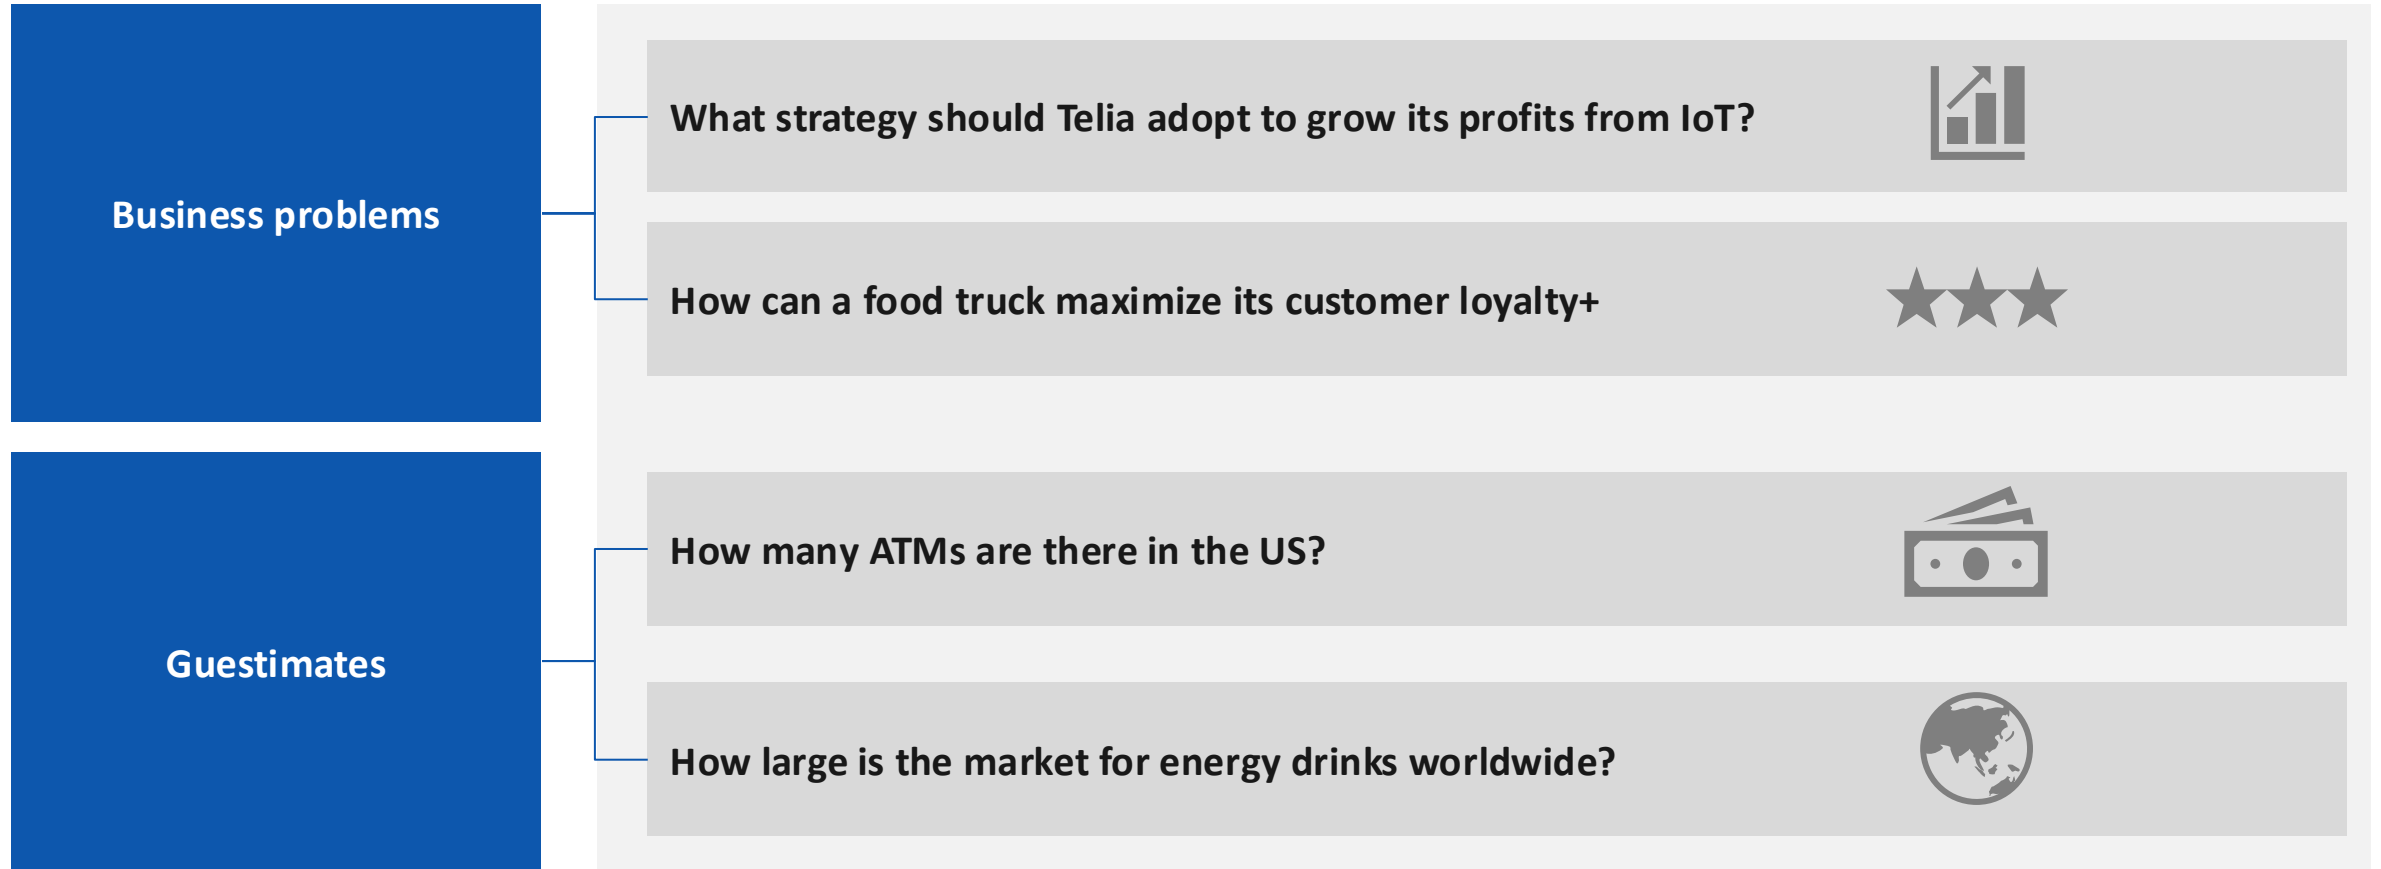 Business problems
What strategy should Telia adopt to grow its profits from IoT?
How can a food truck maximize its customer loyalty+
Guestimates
How many ATMs are there in the US?
How large is the market for energy drinks worldwide?